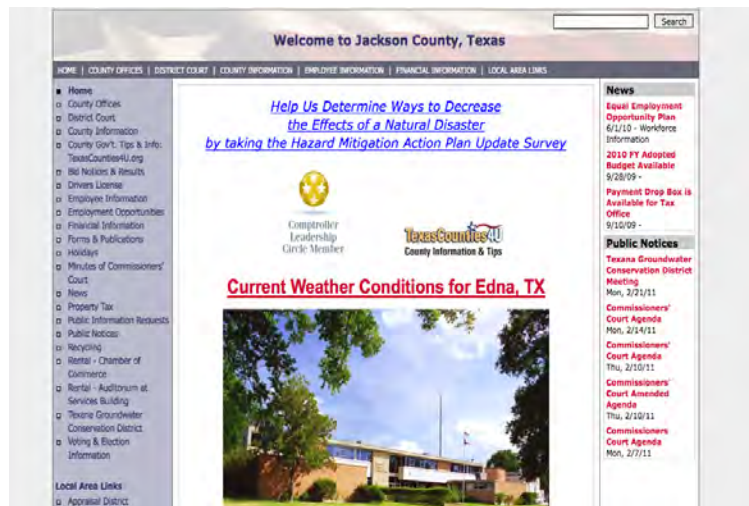 Search
Welcome to Jackson County, Texas
HOME | COUNTY OFFICES | DISTRICT COURT | COUNTY INFORMATION | EMPLOYEE INFORMATION | FINANCIAL INFORMATION | LOCAL AREA LINKS
Home
County Offices
District Court
County Information
County Gov't. Tips & Info:
TexasCounties4U.org
Bid Notices & Results
Drivers License
Employee Information
Employment Opportunities
Financial Information
Forms & Publications
Holidays
Minutes of Commissioners'
Court
News
Property Tax
Public Information Requests
Public Notices
Recycling
Rental - Chamber of
Commerce
Rental - Auditorium at
Services Building
Texana Groundwater
Conservation District
Voting & Election
Information
Local Area Links
Appraisal District
Help Us Determine Ways to Decrease
the Effects of a Natural Disaster
by taking the Hazard Mitigation Action Plan Update Survey
Comptroller
Leadership
Circle Member
TexasCounties4U
County Information & Tips
Current Weather Conditions for Edna, TX
News
Equal Employment
Opportunity Plan
6/1/10 - Workforce
Information
2010 FY Adopted
Budget Available
9/28/09 -
Payment Drop Box is
Available for Tax
Office
9/10/09 -
Public Notices
Texana Groundwater
Conservation District
Meeting
Mon, 2/21/11
Commissioners'
Court Agenda
Mon, 2/14/11
Commissioners'
Court Agenda
Thu, 2/10/11
Commissioners'
Court Amended
Agenda
Thu, 2/10/11
Commissioners
Court Agenda
Mon, 2/7/11